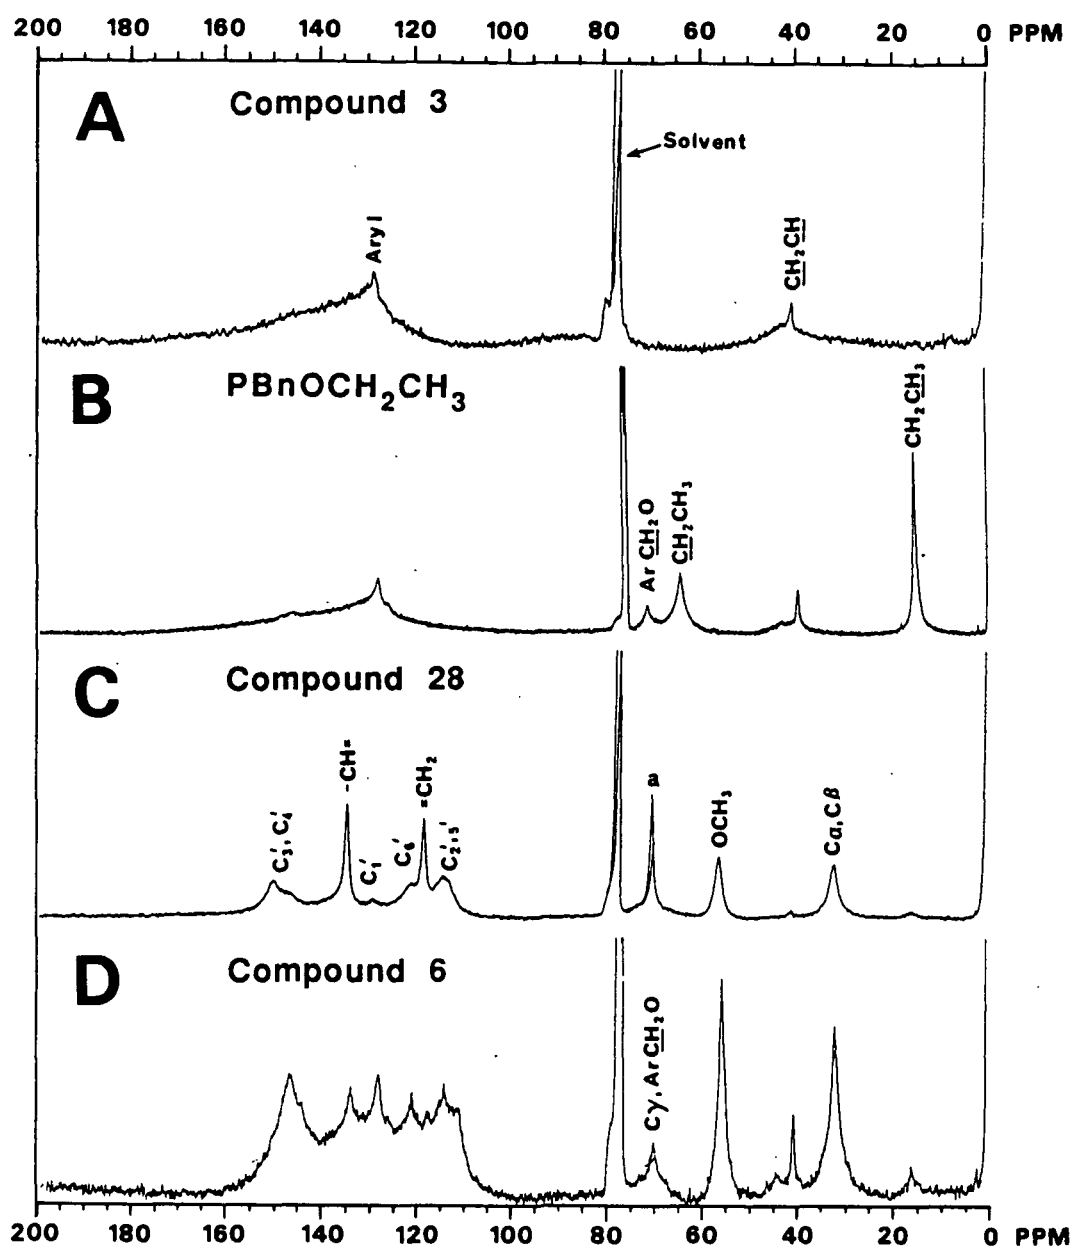 200 180 160 140 120 100 80 60 40 20 0 PPM
A Compound 3
Solvent
Aryl
CH₂CH
B PBnOCH₂CH₃
ArCH₂O
CH₂CH₃
CH₂CH₃
C Compound 28
C₃', C₄'
-CH=
C₁'
C₆'
=CH₂
C₂',₅'
a
OCH₃
Cα, Cβ
D Compound 6
Cγ, ArCH₂O
200 180 160 140 120 100 80 60 40 20 0 PPM